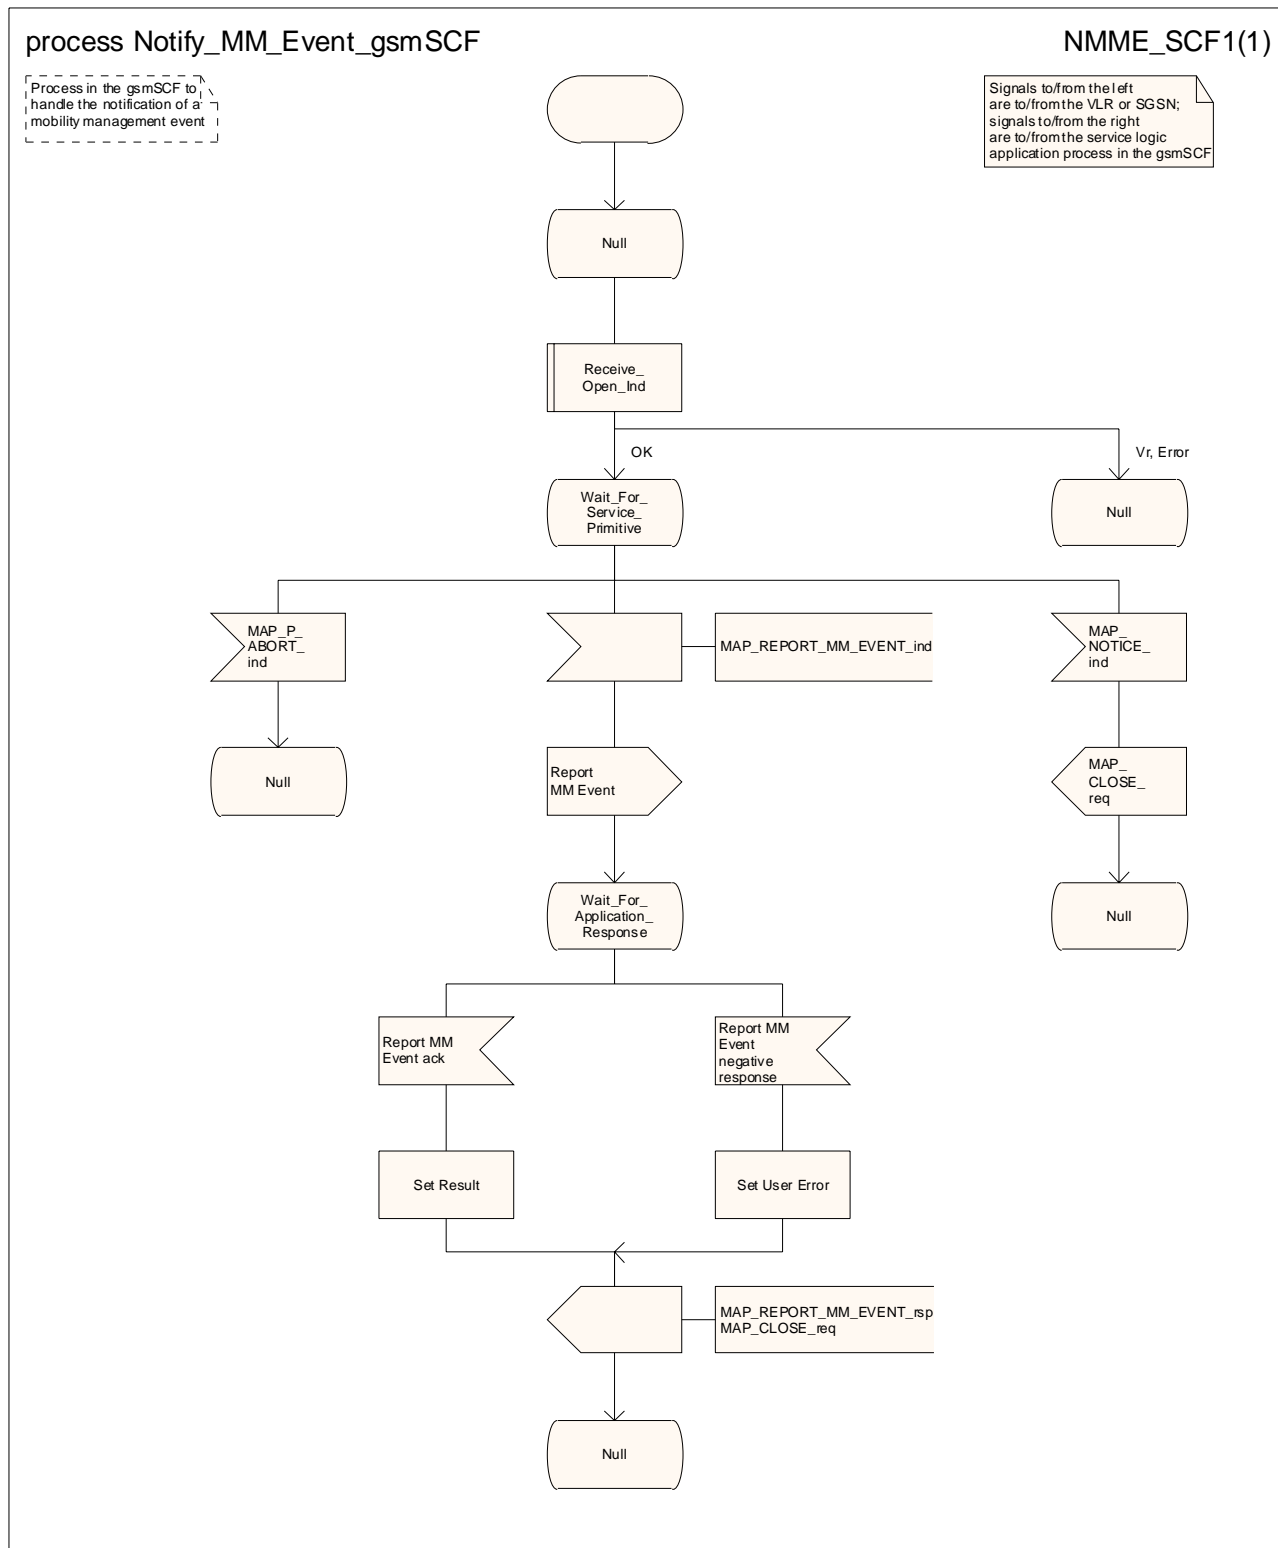 process Notify_MM_Event_gsmSCF
NMME_SCF1(1)
Process in the gsmSCF to
handle the notification of a
mobility management event
Signals to/from the left
are to/from the VLR or SGSN;
signals to/from the right
are to/from the service logic
application process in the gsmSCF
Null
Receive_
Open_Ind
OK
Vr, Error
Wait_For_
Service_
Primitive
Null
MAP_P_
ABORT_
ind
MAP_REPORT_MM_EVENT_ind
MAP_
NOTICE_
ind
Null
Report
MM Event
MAP_
CLOSE_
req
Wait_For_
Application_
Response
Null
Report MM
Event ack
Report MM
Event
negative
response
Set Result
Set User Error
MAP_REPORT_MM_EVENT_rsp
MAP_CLOSE_req
Null